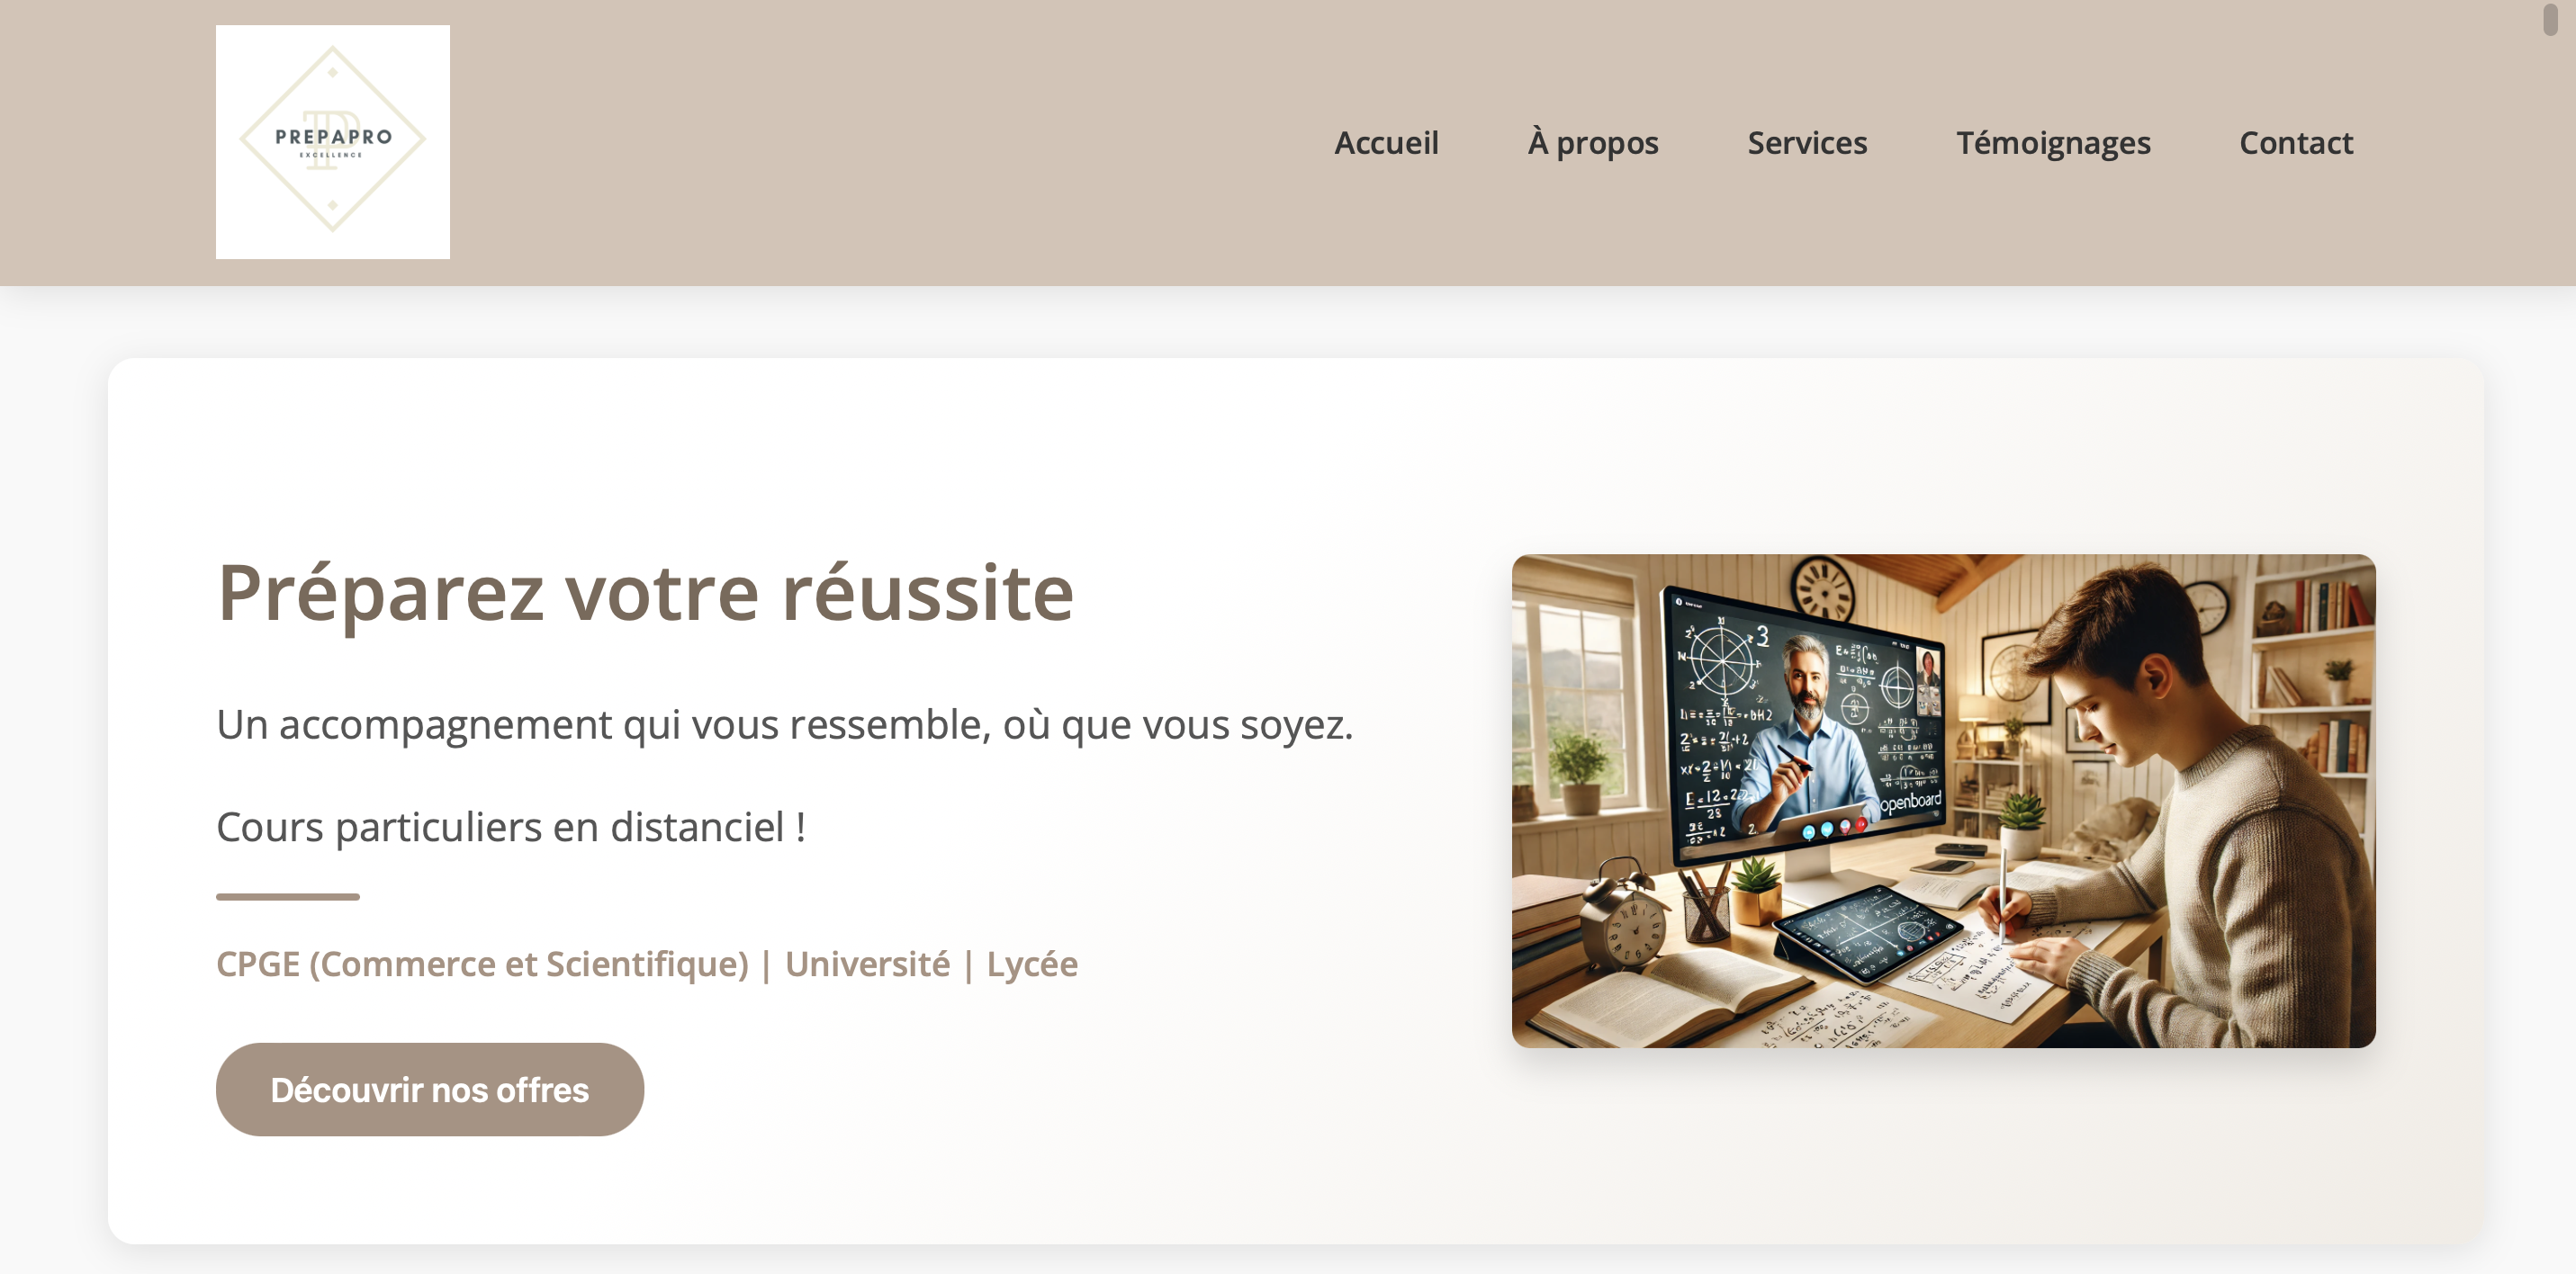 PREPAPRO
EXCELLENCE
Accueil
À propos
Services
Témoignages
Contact
Préparez votre réussite
Un accompagnement qui vous ressemble, où que vous soyez.
Cours particuliers en distanciel !
CPGE (Commerce et Scientifique) | Université | Lycée
Découvrir nos offres
openboard